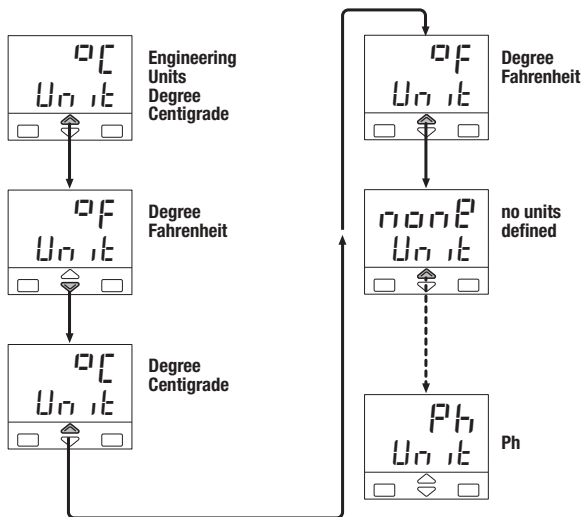 °C
Unit
Engineering
Units
Degree
Centigrade
°F
Unit
Degree
Fahrenheit
°C
Unit
Degree
Centigrade
°F
Unit
Degree
Fahrenheit
nonE
Unit
no units
defined
Ph
Unit
Ph